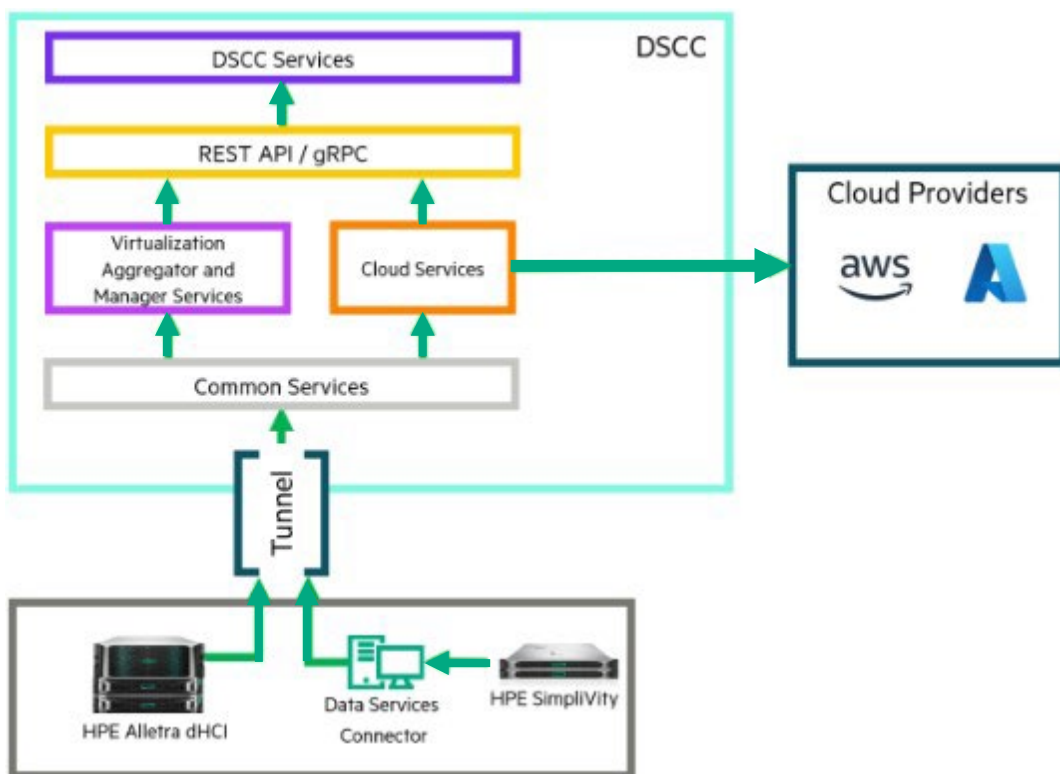 DSCC
DSCC Services
REST API / gRPC
Virtualization
Aggregator and
Manager Services
Cloud Services
Common Services
Cloud Providers
aws
Tunnel
HPE Alletra dHCI
Data Services
Connector
HPE SimpliVity